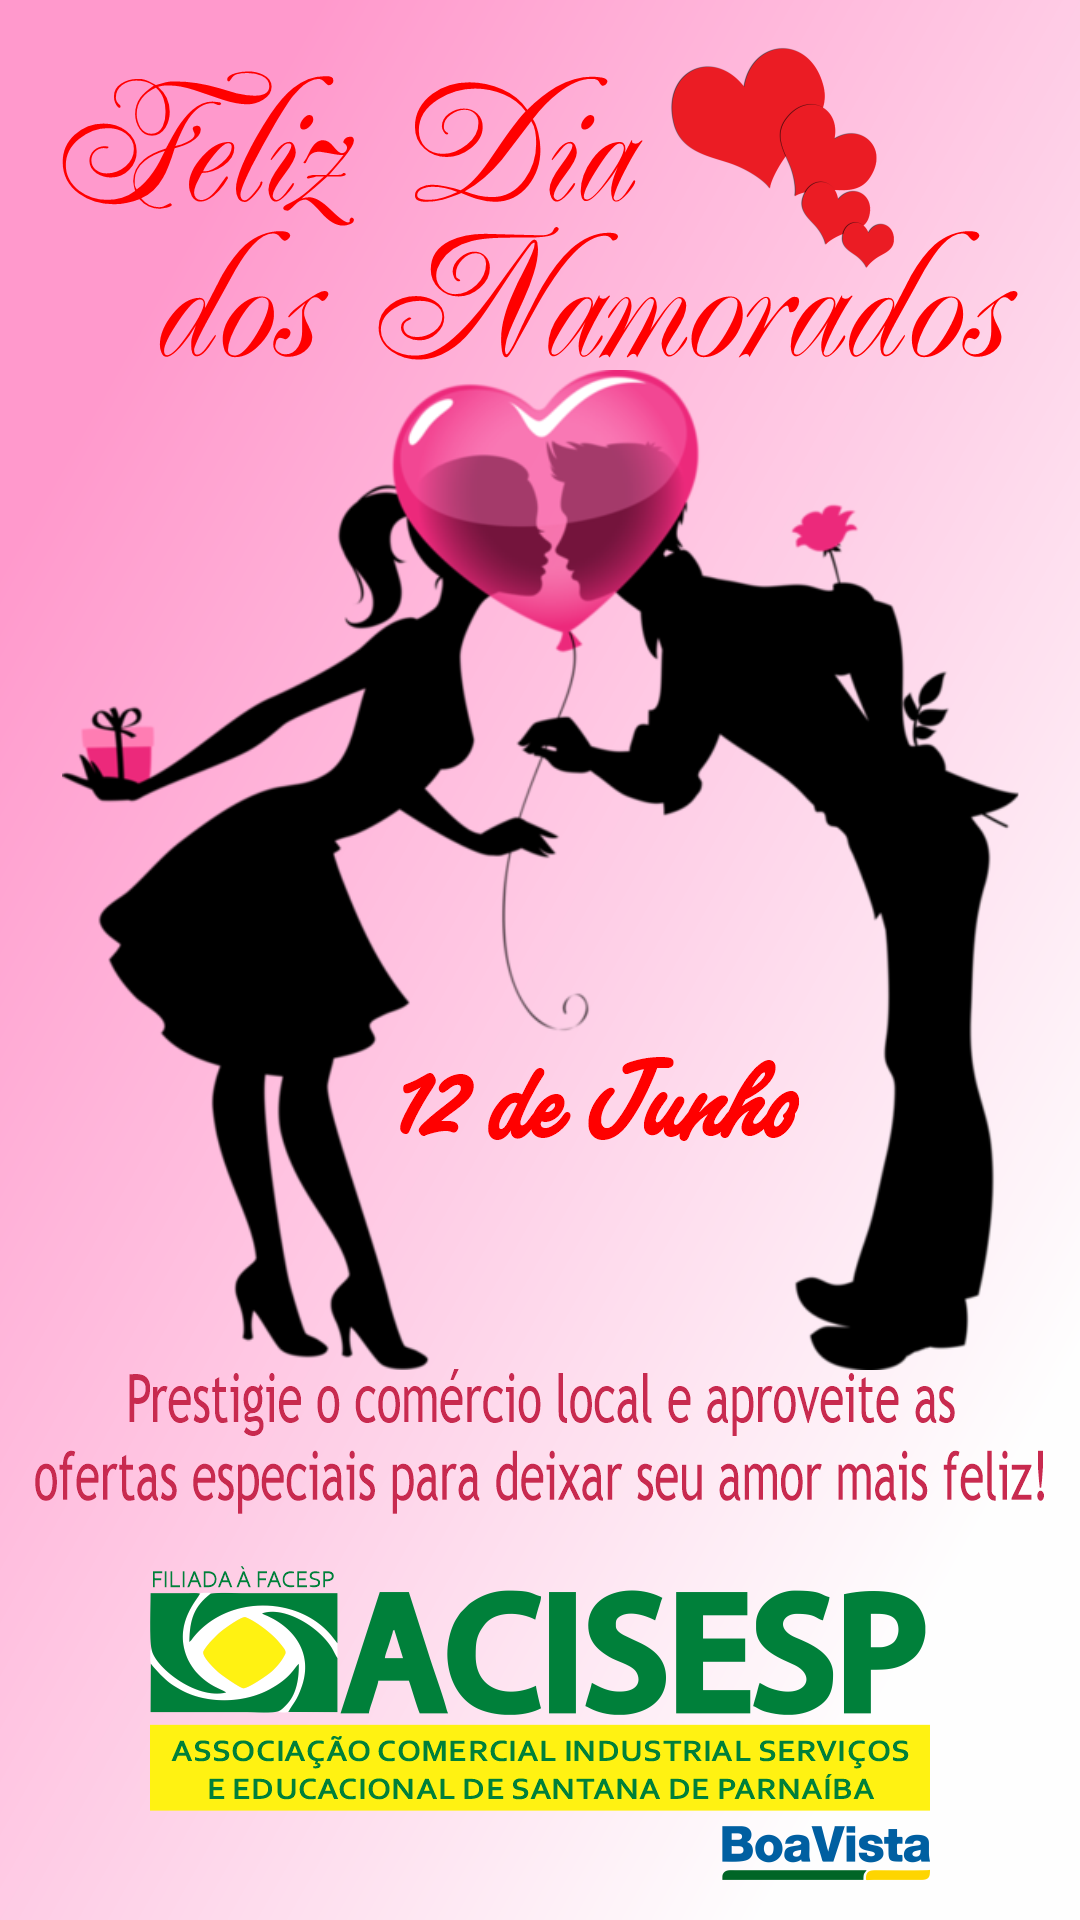 Feliz Dia
dos Namorados
12 de Junho
Prestigie o comércio local e aproveite as
ofertas especiais para deixar seu amor mais feliz!
FILIADA À FACESP
ACISESP
ASSOCIAÇÃO COMERCIAL INDUSTRIAL SERVIÇOS
E EDUCACIONAL DE SANTANA DE PARNAÍBA
BoaVista